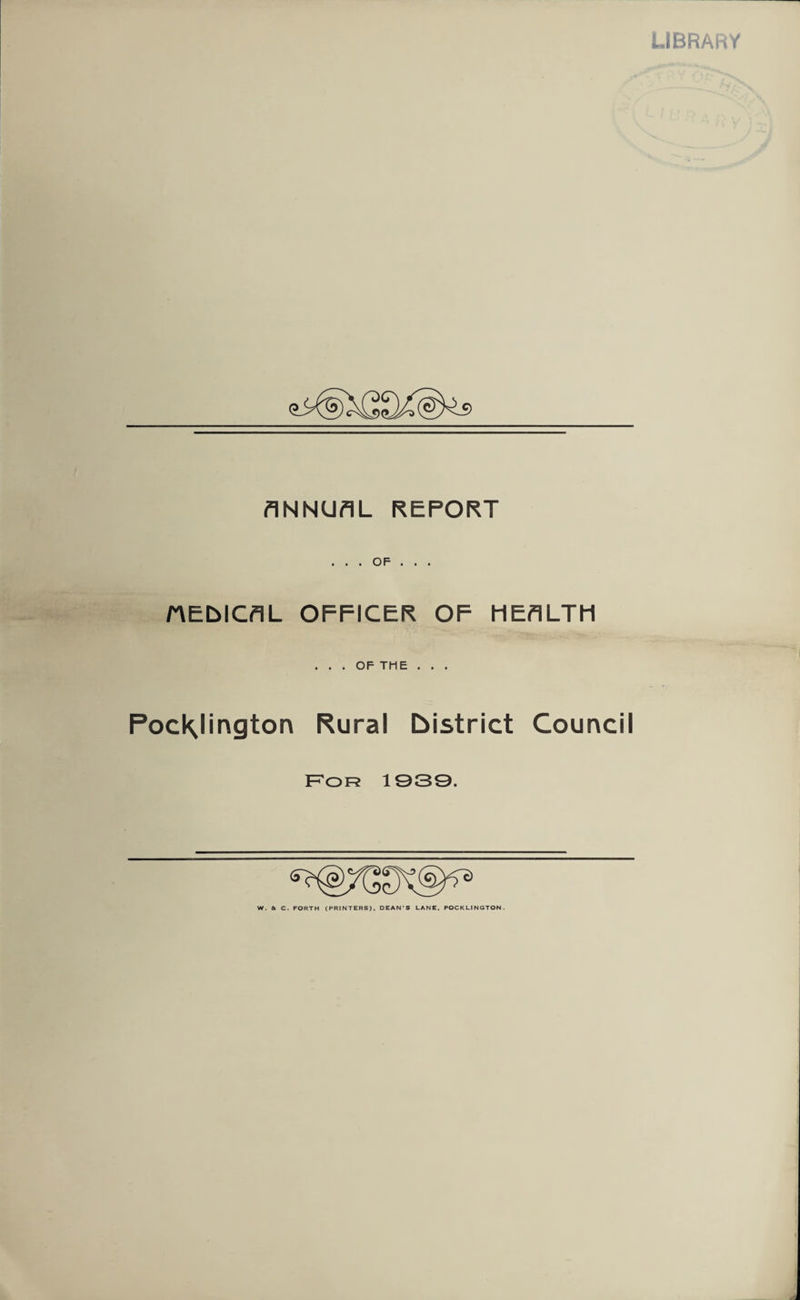 LIBRARY
LIBRARY
ANNUAL REPORT
. . . OF . . .
MEDICAL OFFICER OF HEALTH
. . . OF THE . . .
Pocklington Rural District Council
FOR 1939.
W. & C. FORTH (PRINTERS), DEAN'S LANE, POCKLINGTON.